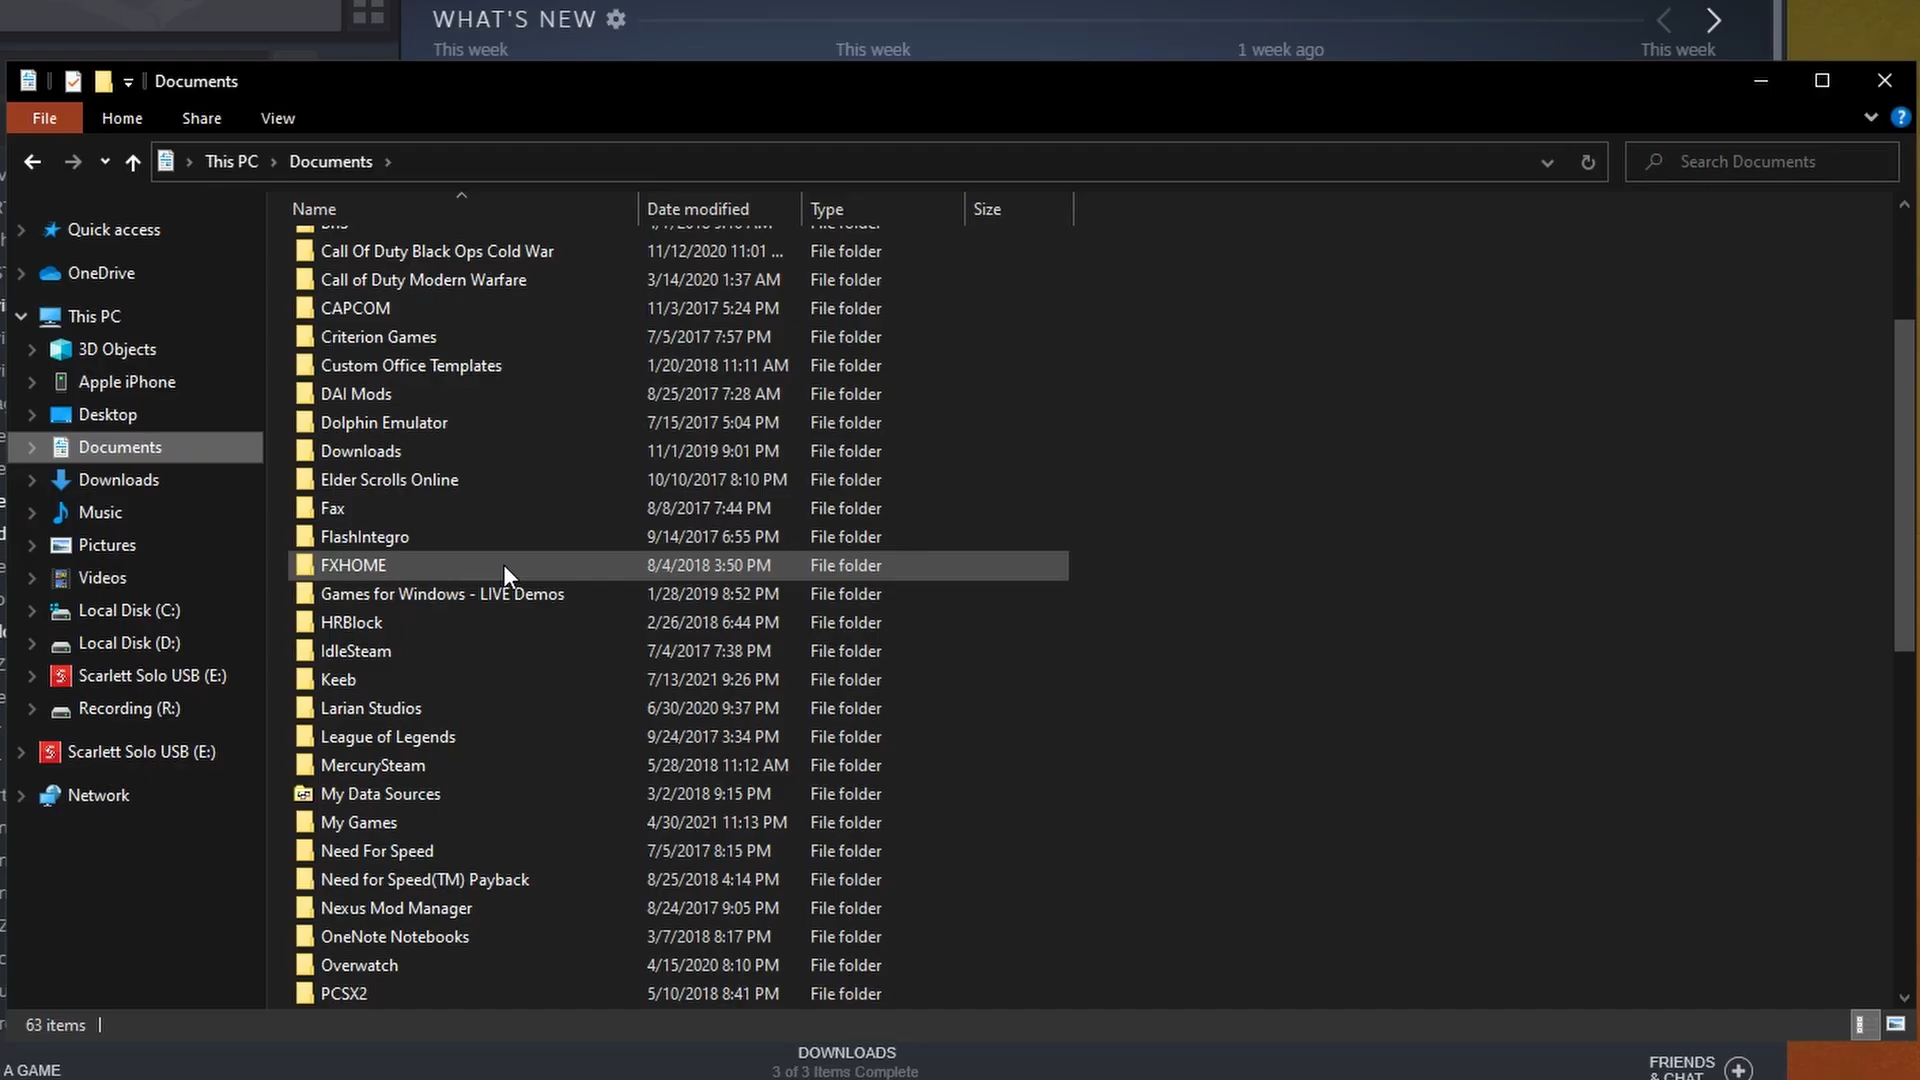 WHAT'S NEW
This week This week 1 week ago This week
Documents
File Home Share View
This PC Documents Search Documents
Name Date modified Type Size
Quick access
OneDrive
This PC
3D Objects
Apple iPhone
Desktop
Documents
Downloads
Music
Pictures
Videos
Local Disk (C:)
Local Disk (D:)
Scarlett Solo USB (E:)
Recording (R:)
Scarlett Solo USB (E:)
Network
Call Of Duty Black Ops Cold War 11/12/2020 11:01 ... File folder
Call of Duty Modern Warfare 3/14/2020 1:37 AM File folder
CAPCOM 11/3/2017 5:24 PM File folder
Criterion Games 7/5/2017 7:57 PM File folder
Custom Office Templates 1/20/2018 11:11 AM File folder
DAI Mods 8/25/2017 7:28 AM File folder
Dolphin Emulator 7/15/2017 5:04 PM File folder
Downloads 11/1/2019 9:01 PM File folder
Elder Scrolls Online 10/10/2017 8:10 PM File folder
Fax 8/8/2017 7:44 PM File folder
FlashIntegro 9/14/2017 6:55 PM File folder
FXHOME 8/4/2018 3:50 PM File folder
Games for Windows - LIVE Demos 1/28/2019 8:52 PM File folder
HRBlock 2/26/2018 6:44 PM File folder
IdleSteam 7/4/2017 7:38 PM File folder
Keeb 7/13/2021 9:26 PM File folder
Larian Studios 6/30/2020 9:37 PM File folder
League of Legends 9/24/2017 3:34 PM File folder
MercurySteam 5/28/2018 11:12 AM File folder
My Data Sources 3/2/2018 9:15 PM File folder
My Games 4/30/2021 11:13 PM File folder
Need For Speed 7/5/2017 8:15 PM File folder
Need for Speed(TM) Payback 8/25/2018 4:14 PM File folder
Nexus Mod Manager 8/24/2017 9:05 PM File folder
OneNote Notebooks 3/7/2018 8:17 PM File folder
Overwatch 4/15/2020 8:10 PM File folder
PCSX2 5/10/2018 8:41 PM File folder
63 items
A GAME
DOWNLOADS
3 of 3 Items Complete
FRIENDS
& CHAT